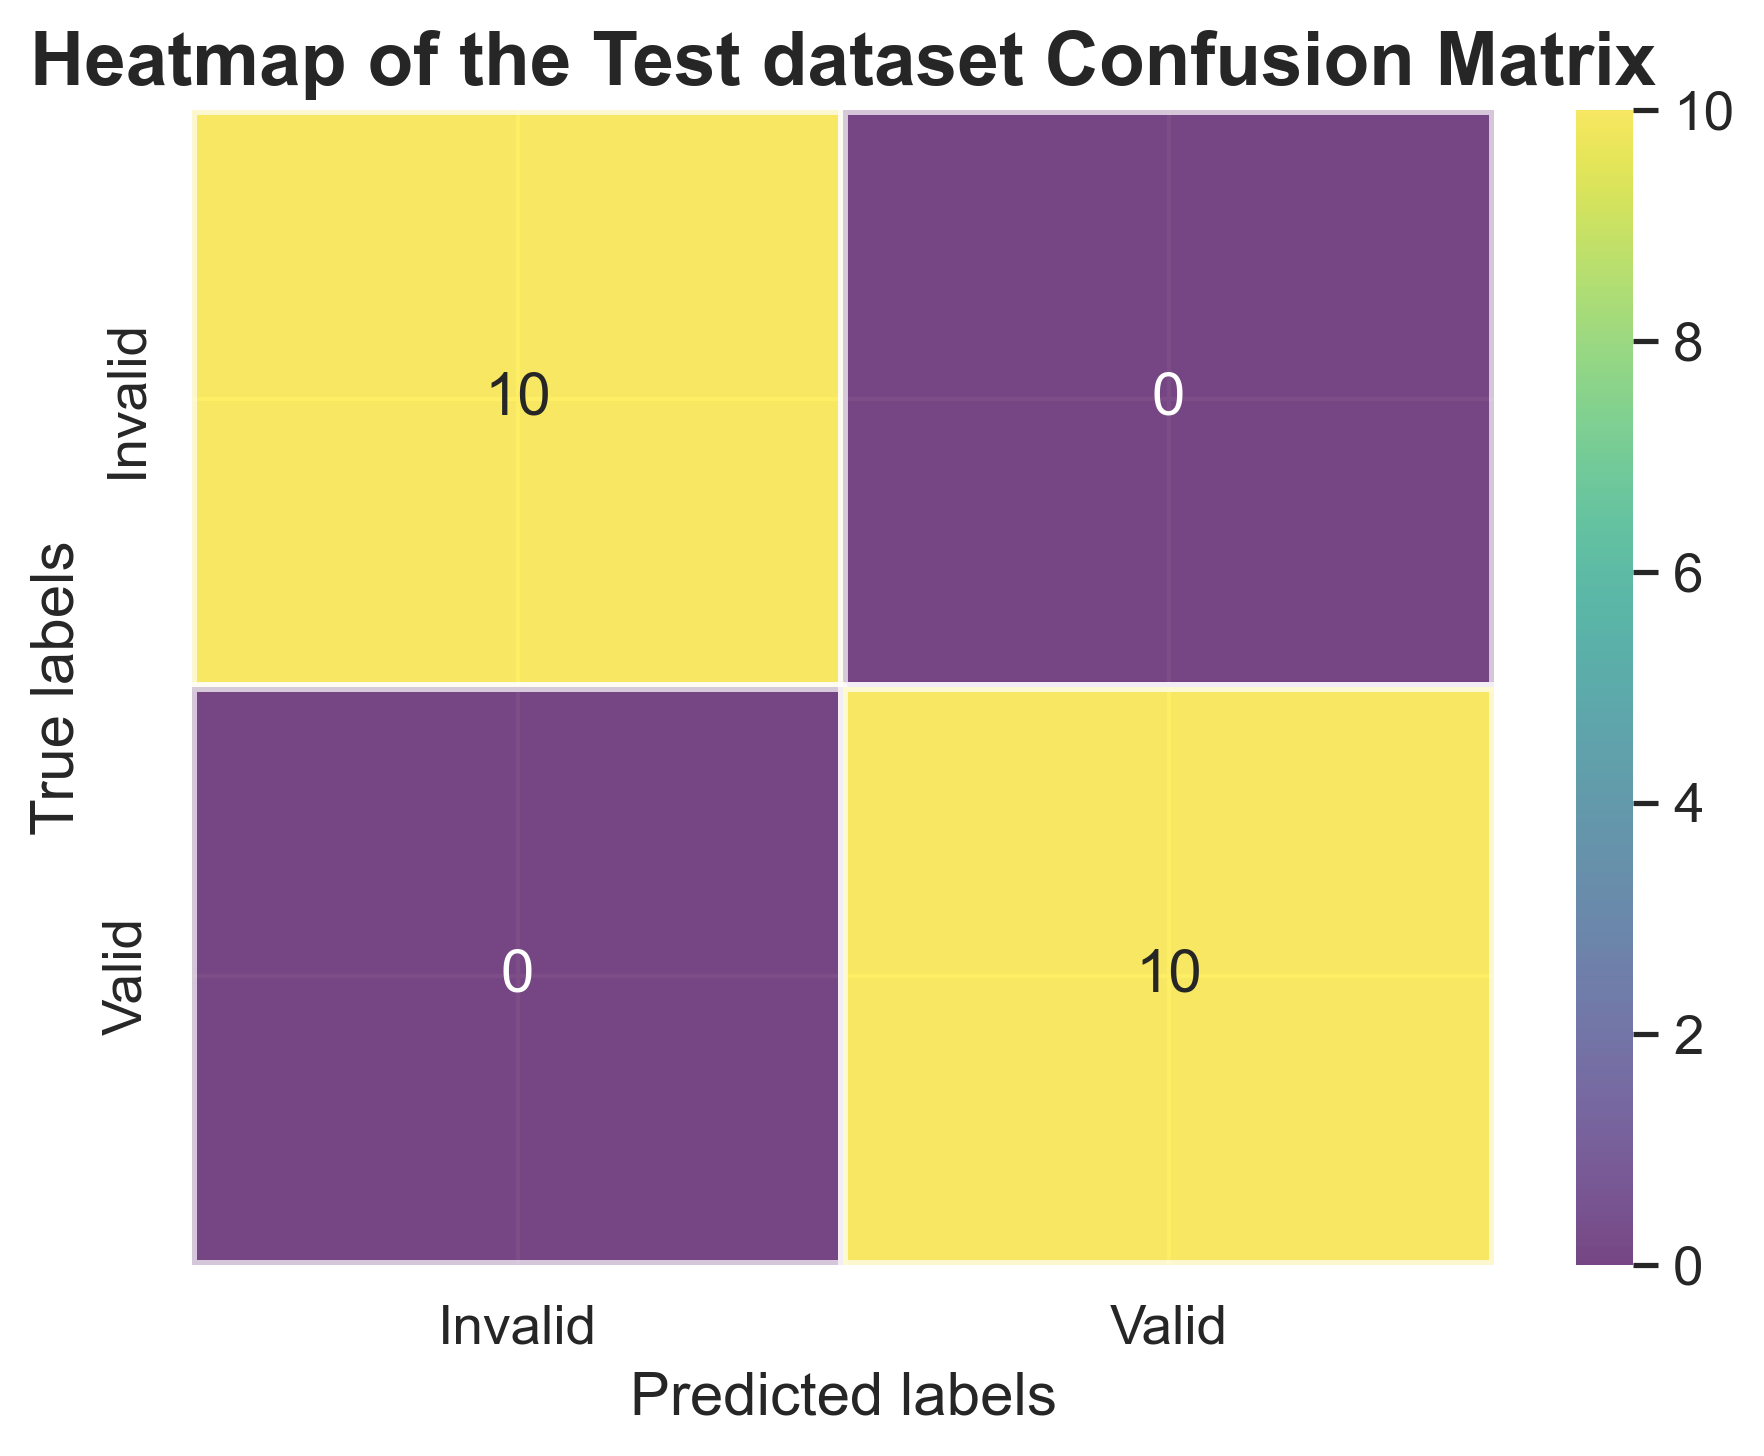 Heatmap of the Test dataset Confusion Matrix
True labels
Invalid
10
0
Valid
0
10
Invalid
Valid
Predicted labels
10
8
6
4
2
0